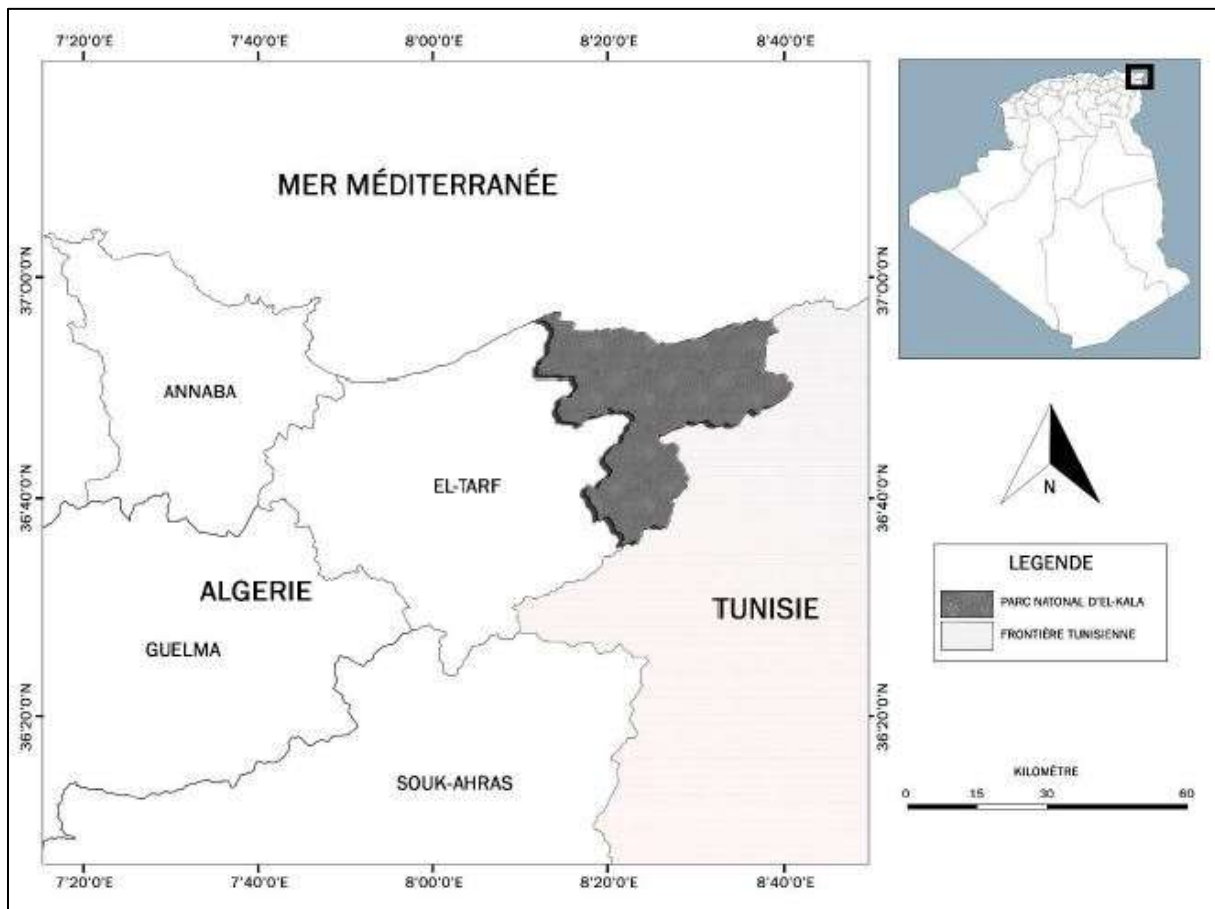 7°20'0"E 7°40'0"E 8°00'0"E 8°20'0"E 8°40'0"E
MER MÉDITERRANÉE
37°00'0"N
37°00'0"N
ANNABA
EL-TARF
36°40'0"N
36°40'0"N
ALGERIE
TUNISIE
GUELMA
36°20'0"N
36°20'0"N
SOUK-AHRAS
7°20'0"E 7°40'0"E 8°00'0"E 8°20'0"E 8°40'0"E
N
LEGENDE
PARC NATONAL D'EL-KALA
FRONTIÈRE TUNISIENNE
KILOMÈTRE
0 15 30 60